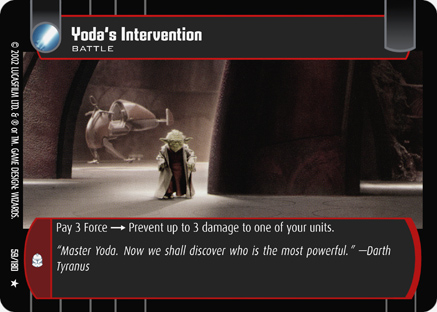 Yoda's Intervention
BATTLE
Pay 3 Force → Prevent up to 3 damage to one of your units.
"Master Yoda. Now we shall discover who is the most powerful." —Darth
Tyranus
© 2002 LUCASFILM LTD. & ® or TM. GAME DESIGN: WIZARDS
59/180 ★